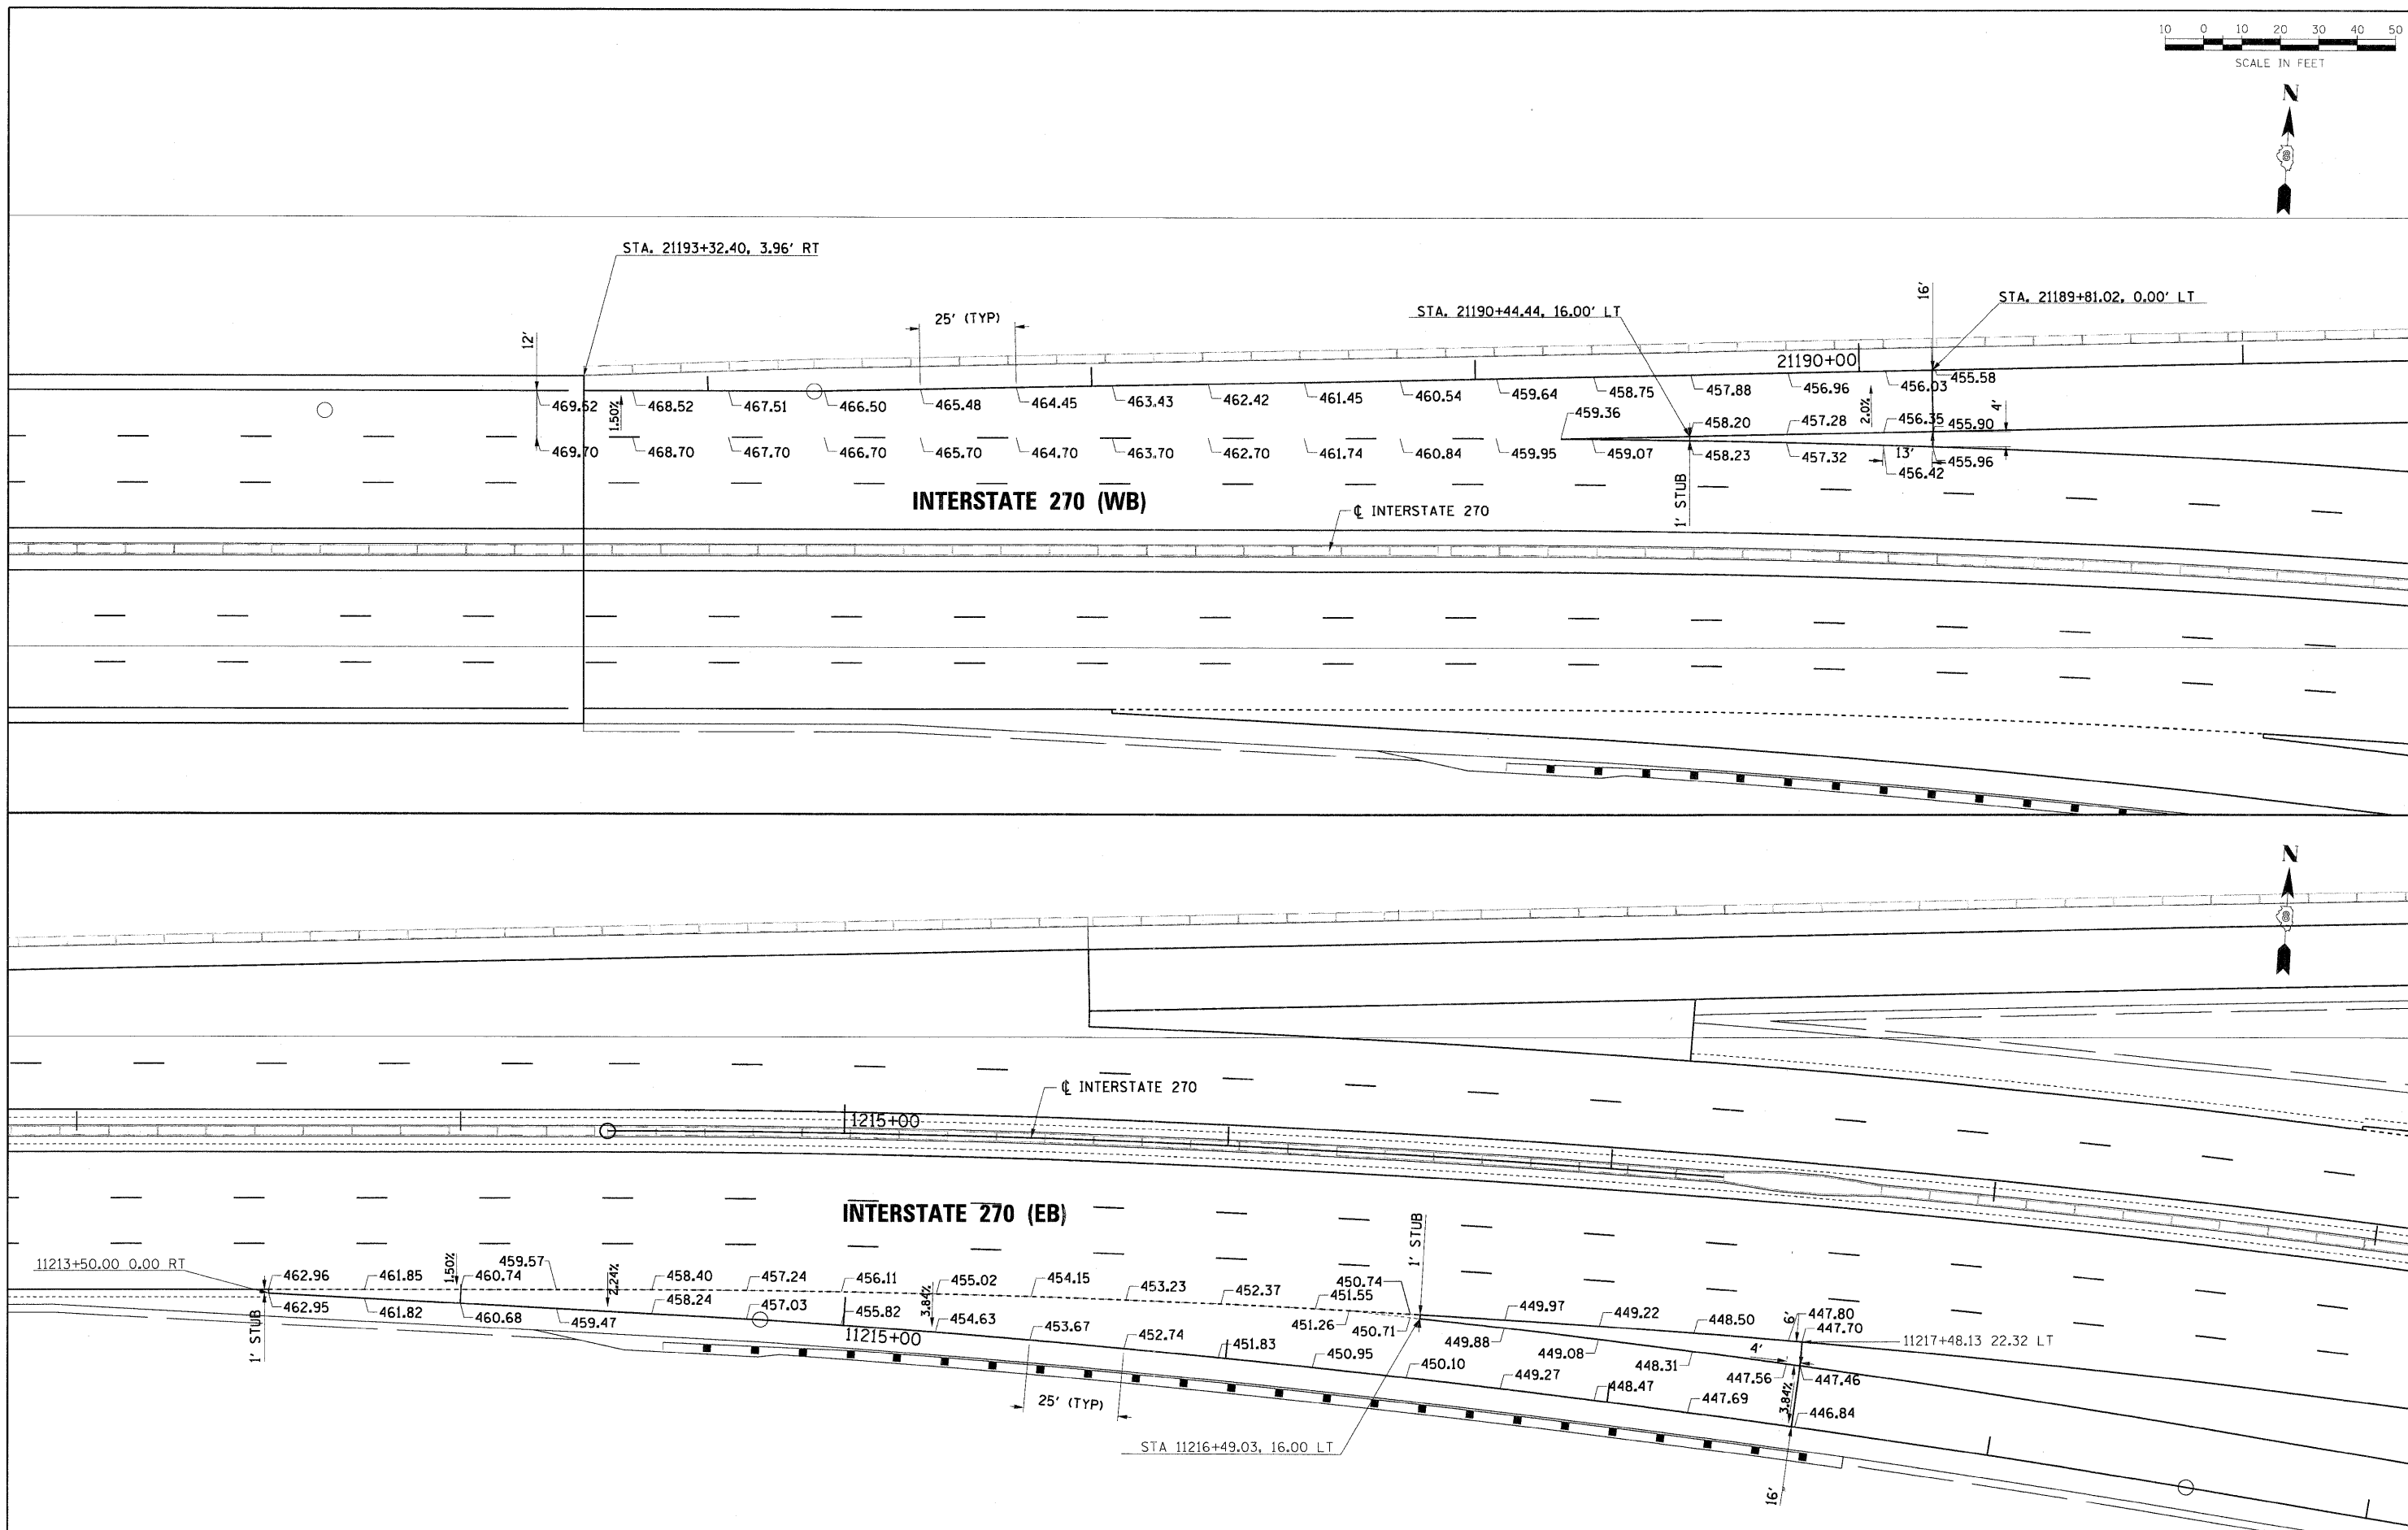 10 0 10 20 30 40 50
SCALE IN FEET
N
STA. 21193+32.40, 3.96' RT
12'
25' (TYP)
STA. 21190+44.44, 16.00' LT
16'
STA. 21189+81.02, 0.00' LT
21190+00
469.52 468.52 467.51 466.50 465.48 464.45 463.43 462.42 461.45 460.54 459.64 458.75 457.88 456.96 456.03 455.58
1.50%
459.36 458.20 457.28 2.0% 456.35 455.90 4'
469.70 468.70 467.70 466.70 465.70 464.70 463.70 462.70 461.74 460.84 459.95 459.07 458.23 457.32 13' 456.42 455.96
1' STUB
INTERSTATE 270 (WB)
℄ INTERSTATE 270
N
℄ INTERSTATE 270
1215+00
INTERSTATE 270 (EB)
1' STUB
11213+50.00 0.00 RT
462.96 461.85 1.50% 460.74 459.57 2.24% 458.40 457.24 456.11 3.84% 455.02 454.15 453.23 452.37 451.55 450.74 449.97 449.22 448.50 447.80
6'
447.70
11217+48.13 22.32 LT
1' STUB
462.95 461.82 460.68 459.47 458.24 457.03 455.82 454.63 453.67 452.74 451.83 450.95 450.10 449.27 448.47 447.69 446.84
451.26 450.71 449.88 449.08 448.31 447.56 447.46
4'
3.84%
11215+00
25' (TYP)
STA 11216+49.03, 16.00 LT
16'